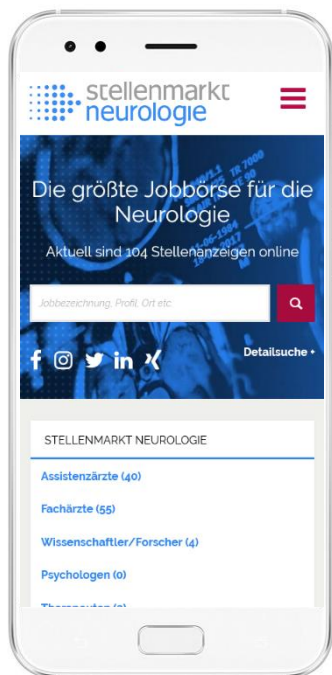 stellenmarkt
neurologie
Die größte Jobbörse für die
Neurologie
Aktuell sind 104 Stellenanzeigen online
Jobbezeichnung, Profil, Ort etc.
Detailsuche +
STELLENMARKT NEUROLOGIE
Assistenzärzte (40)
Fachärzte (55)
Wissenschaftler/Forscher (4)
Psychologen (0)